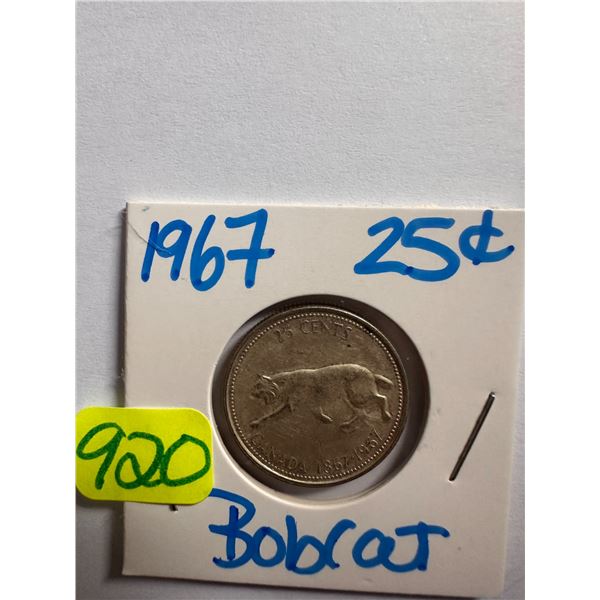 1967 25¢
25 CENTS
CANADA 1867-1967
920
Bobcat